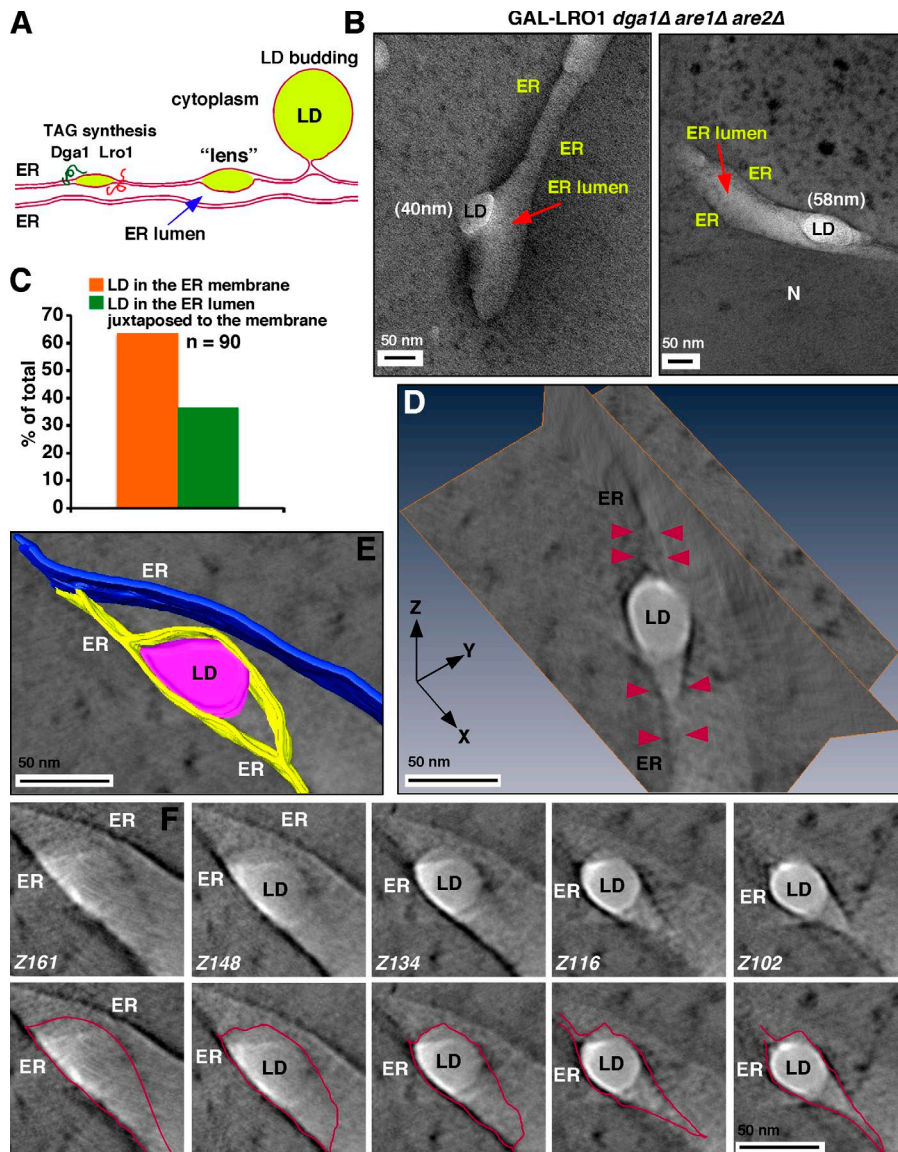 A
LD budding
cytoplasm
LD
TAG synthesis
Dga1 Lro1
"lens"
ER
ER
ER lumen
B
GAL-LRO1 dga1Δ are1Δ are2Δ
ER
ER
ER lumen
(40nm)
LD
50 nm
ER lumen
ER
ER
(58nm)
LD
N
50 nm
C
LD in the ER membrane
LD in the ER lumen
juxtaposed to the membrane
n = 90
% of total
70
60
50
40
30
20
10
0
D
ER
LD
Z
Y
X
ER
50 nm
E
ER
ER
LD
ER
50 nm
F
ER
ER
Z161
ER
ER
LD
Z148
ER
LD
Z134
ER
LD
Z116
ER
LD
Z102
ER
ER
ER
LD
ER
LD
ER
LD
ER
LD
50 nm